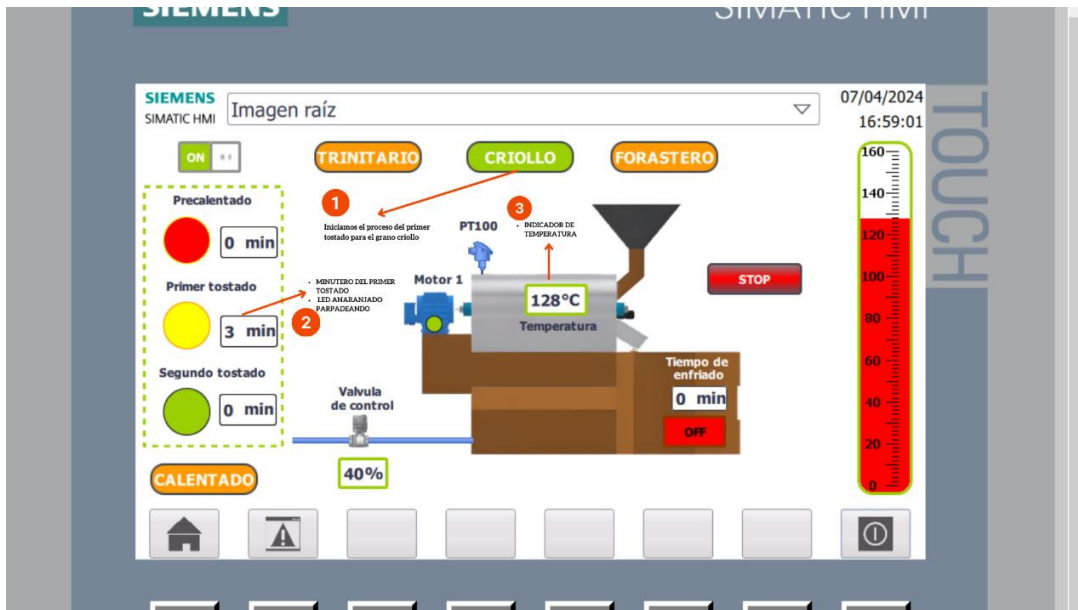 SIEMENS
SIMATIC HMI
SIEMENS
SIMATIC HMI
Imagen raíz
07/04/2024
16:59:01
TOUCH
ON
TRINITARIO
CRIOLLO
FORASTERO
160
140
120
100
80
60
40
20
0
Precalentado
0 min
Primer tostado
3 min
Segundo tostado
0 min
1
Iniciamos el proceso del primer
tostado para el grano criollo
2
• MINUTERO DEL PRIMER
TOSTADO
• LED ANARANJADO
PARPADEANDO
3
• INDICADOR DE
TEMPERATURA
PT100
Motor 1
128°C
Temperatura
STOP
Tiempo de
enfriado
0 min
OFF
Valvula
de control
40%
CALENTADO